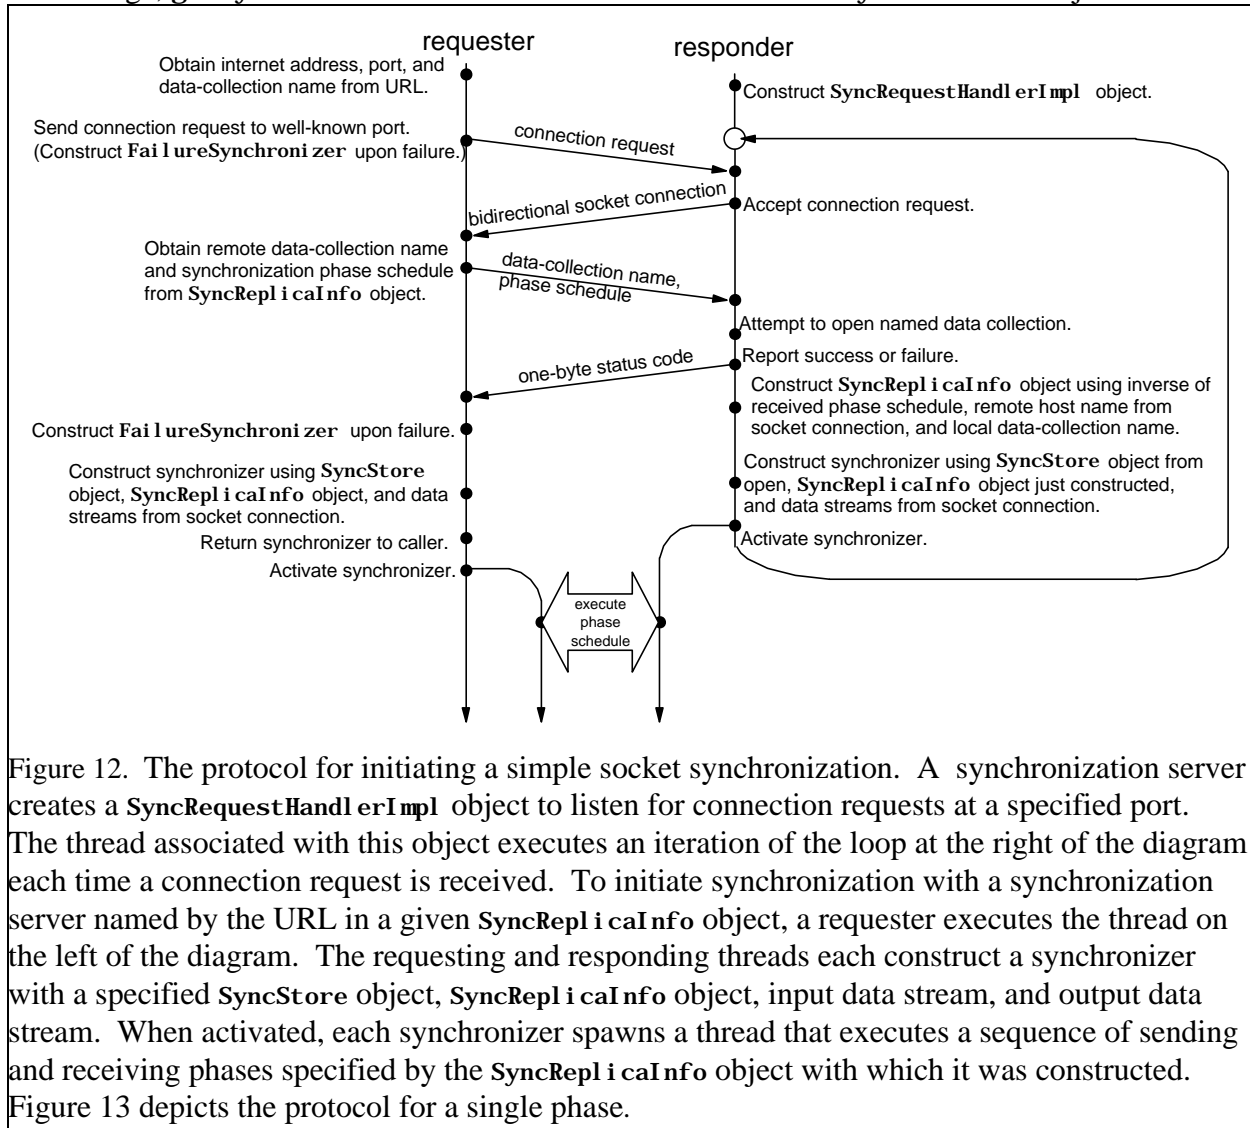 requester
responder
Obtain internet address, port, and
data-collection name from URL.
Construct SyncRequestHandlerImpl object.
Send connection request to well-known port.
(Construct FailureSynchronizer upon failure.)
connection request
bidirectional socket connection
Accept connection request.
Obtain remote data-collection name
and synchronization phase schedule
from SyncReplicaInfo object.
data-collection name,
phase schedule
Attempt to open named data collection.
Report success or failure.
one-byte status code
Construct SyncReplicaInfo object using inverse of
received phase schedule, remote host name from
socket connection, and local data-collection name.
Construct FailureSynchronizer upon failure.
Construct synchronizer using SyncStore
object, SyncReplicaInfo object, and data
streams from socket connection.
Construct synchronizer using SyncStore object from
open, SyncReplicaInfo object just constructed,
and data streams from socket connection.
Return synchronizer to caller.
Activate synchronizer.
Activate synchronizer.
execute
phase
schedule
Figure 12. The protocol for initiating a simple socket synchronization. A synchronization server
creates a SyncRequestHandlerImpl object to listen for connection requests at a specified port.
The thread associated with this object executes an iteration of the loop at the right of the diagram
each time a connection request is received. To initiate synchronization with a synchronization
server named by the URL in a given SyncReplicaInfo object, a requester executes the thread on
the left of the diagram. The requesting and responding threads each construct a synchronizer
with a specified SyncStore object, SyncReplicaInfo object, input data stream, and output data
stream. When activated, each synchronizer spawns a thread that executes a sequence of sending
and receiving phases specified by the SyncReplicaInfo object with which it was constructed.
Figure 13 depicts the protocol for a single phase.